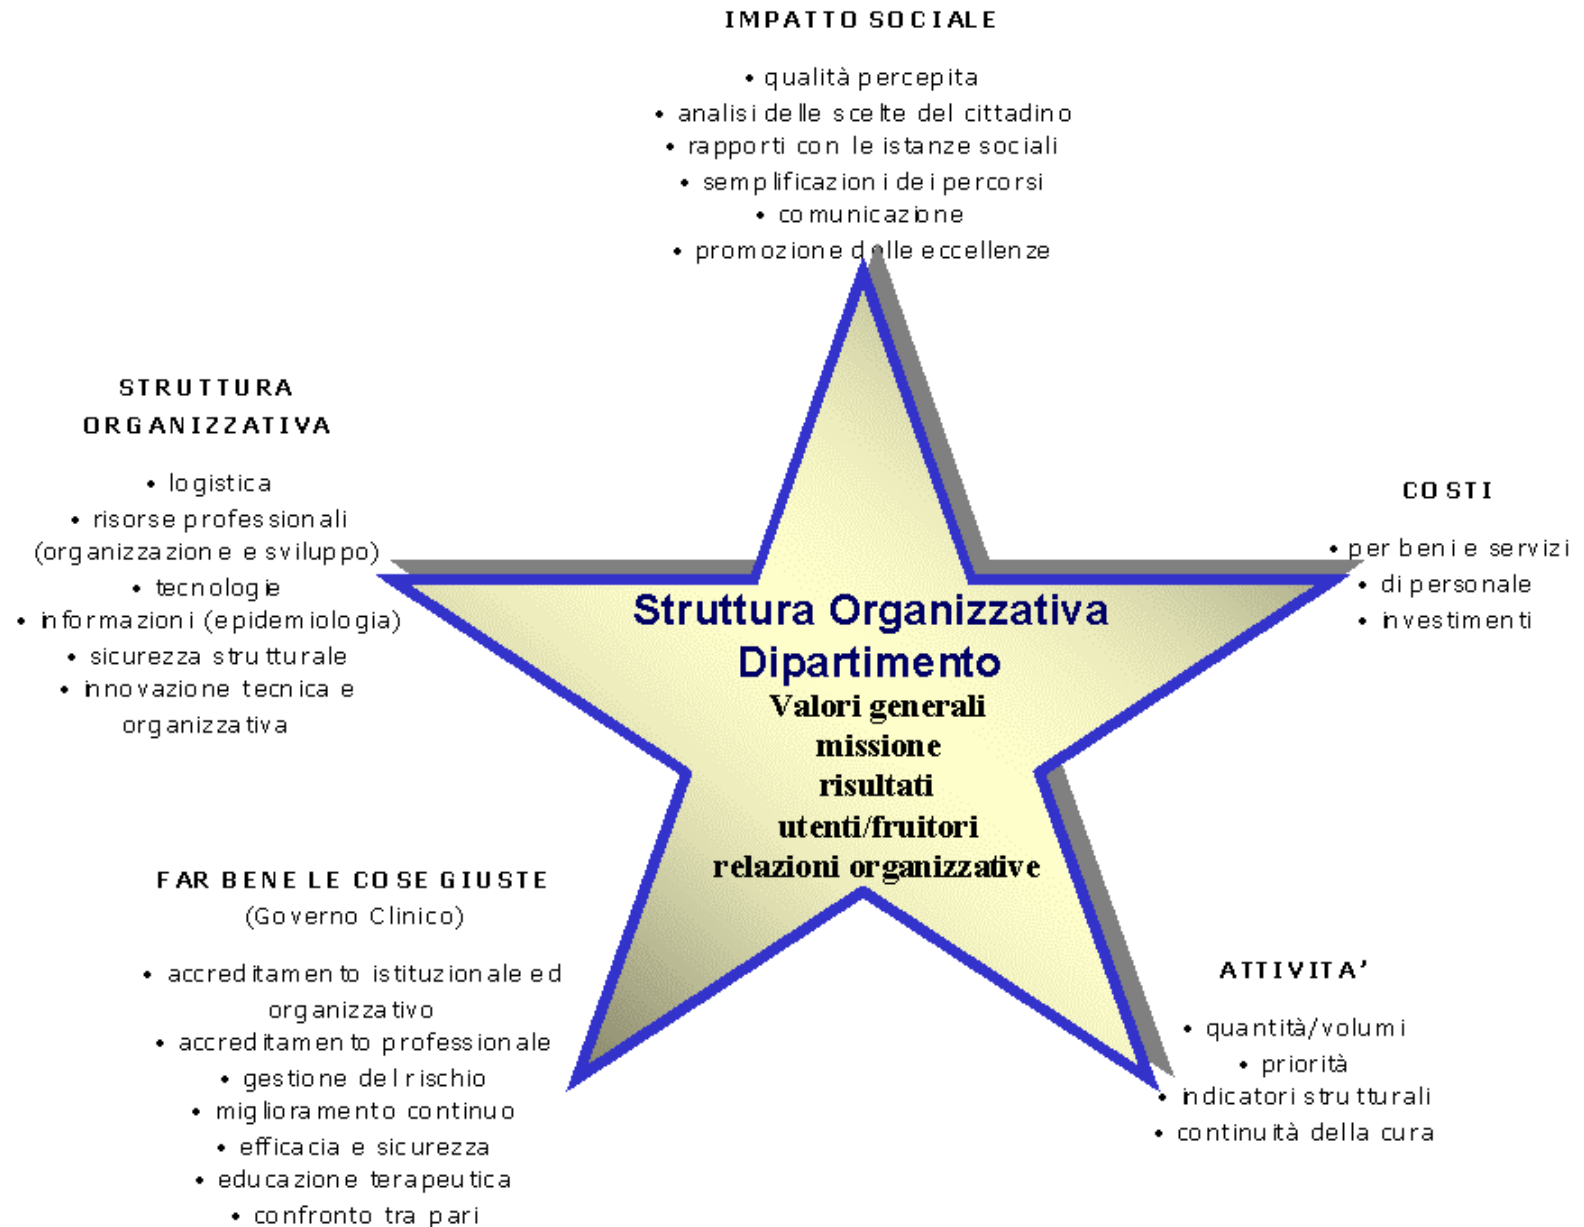 IMPATTO SOCIALE
• qualità percepita
• analisi delle scelte del cittadino
• rapporti con le istanze sociali
• semplificazioni dei percorsi
• comunicazione
• promozione delle eccellenze
STRUTTURA
ORGANIZZATIVA
• logistica
• risorse professionali
(organizzazione e sviluppo)
• tecnologie
• informazioni (epidemiologia)
• sicurezza strutturale
• innovazione tecnica e
organizzativa
COSTI
• per beni e servizi
• di personale
• investimenti
Struttura Organizzativa
Dipartimento
Valori generali
missione
risultati
utenti/fruitori
relazioni organizzative
FAR BENE LE COSE GIUSTE
(Governo Clinico)
• accreditamento istituzionale ed
organizzativo
• accreditamento professionale
• gestione del rischio
• miglioramento continuo
• efficacia e sicurezza
• educazione terapeutica
• confronto tra pari
ATTIVITA’
• quantità/volumi
• priorità
• indicatori strutturali
• continuità della cura